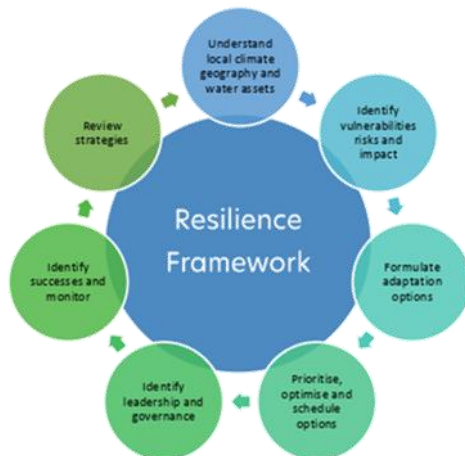 Understand
local climate
geography and
water assets
Identify
vulnerabilities
risks and
impact
Formulate
adaptation
options
Prioritise,
optimise and
schedule
options
Identify
leadership and
governance
Identify
successes and
monitor
Review
strategies
Resilience
Framework